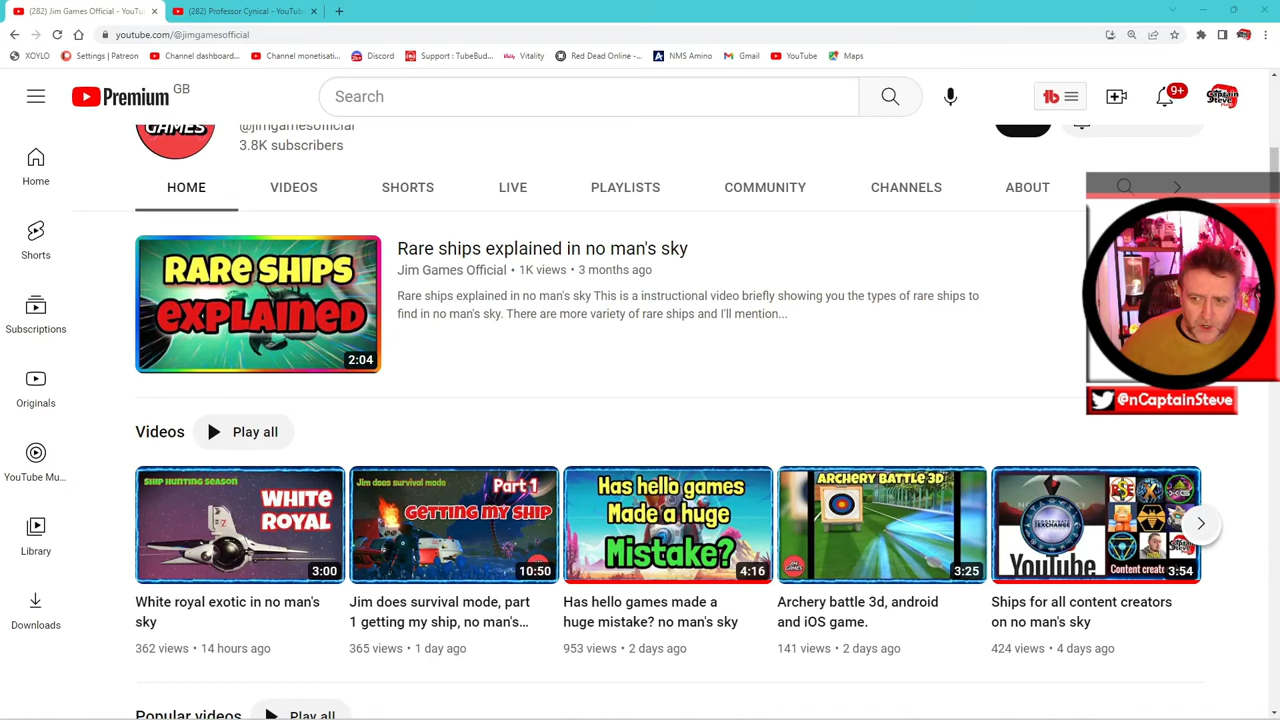 (282) Jim Games Official - YouTube
(282) Professor Cynical - YouTube
youtube.com/@jimgamesofficial
XOYLO
Settings | Patreon
Channel dashboard...
Channel monetisati...
Discord
Support : TubeBud...
Vitality
Red Dead Online -...
NMS Amino
Gmail
YouTube
Maps
Premium GB
Search
9+
GAMES
@jimgamesofficial
3.8K subscribers
Home
HOME
VIDEOS
SHORTS
LIVE
PLAYLISTS
COMMUNITY
CHANNELS
ABOUT
Shorts
Subscriptions
Originals
YouTube Mu...
Library
Downloads
RARE SHIPS
EXPLAINED
2:04
Rare ships explained in no man's sky
Jim Games Official • 1K views • 3 months ago
Rare ships explained in no man's sky This is a instructional video briefly showing you the types of rare ships to
find in no man's sky. There are more variety of rare ships and I'll mention...
@nCaptainSteve
Videos
Play all
SHIP HUNTING SEASON
WHITE
ROYAL
3:00
White royal exotic in no man's
sky
362 views • 14 hours ago
Jim does survival mode
Part 1
GETTING MY SHIP
10:50
Jim does survival mode, part
1 getting my ship, no man's...
365 views • 1 day ago
Has hello games
Made a huge
Mistake?
4:16
Has hello games made a
huge mistake? no man's sky
953 views • 2 days ago
ARCHERY BATTLE 3D
3:25
Archery battle 3d, android
and iOS game.
141 views • 2 days ago
EXCHANGE
Youtube
Content creat
3:54
Ships for all content creators
on no man's sky
424 views • 4 days ago
Popular videos
Play all